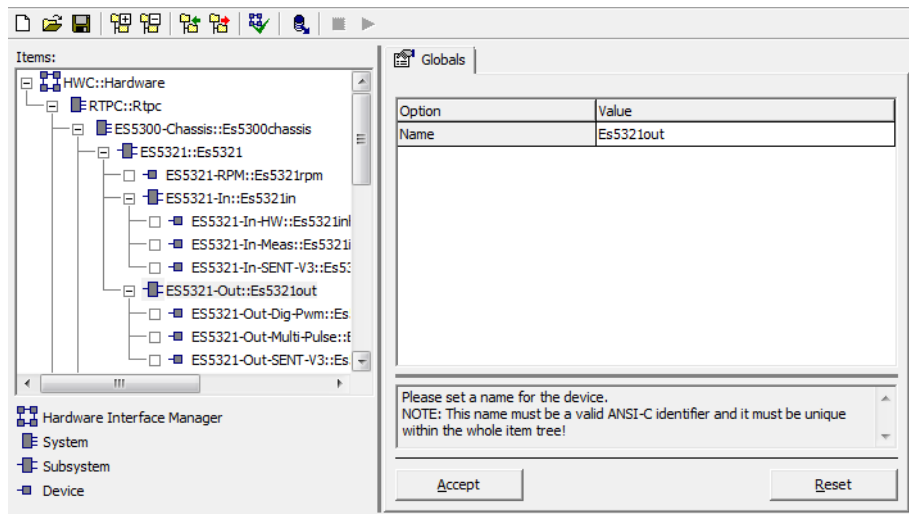 Items:
HWC::Hardware
RTPC::Rtpc
ES5300-Chassis::Es5300chassis
ES5321::Es5321
ES5321-RPM::Es5321rpm
ES5321-In::Es5321in
ES5321-In-HW::Es5321inl
ES5321-In-Meas::Es5321i
ES5321-In-SENT-V3::Es53
ES5321-Out::Es5321out
ES5321-Out-Dig-Pwm::Es
ES5321-Out-Multi-Pulse::E
ES5321-Out-SENT-V3::Es
Hardware Interface Manager
System
Subsystem
Device
Globals
Option Value
Name Es5321out
Please set a name for the device.
NOTE: This name must be a valid ANSI-C identifier and it must be unique
within the whole item tree!
Accept Reset